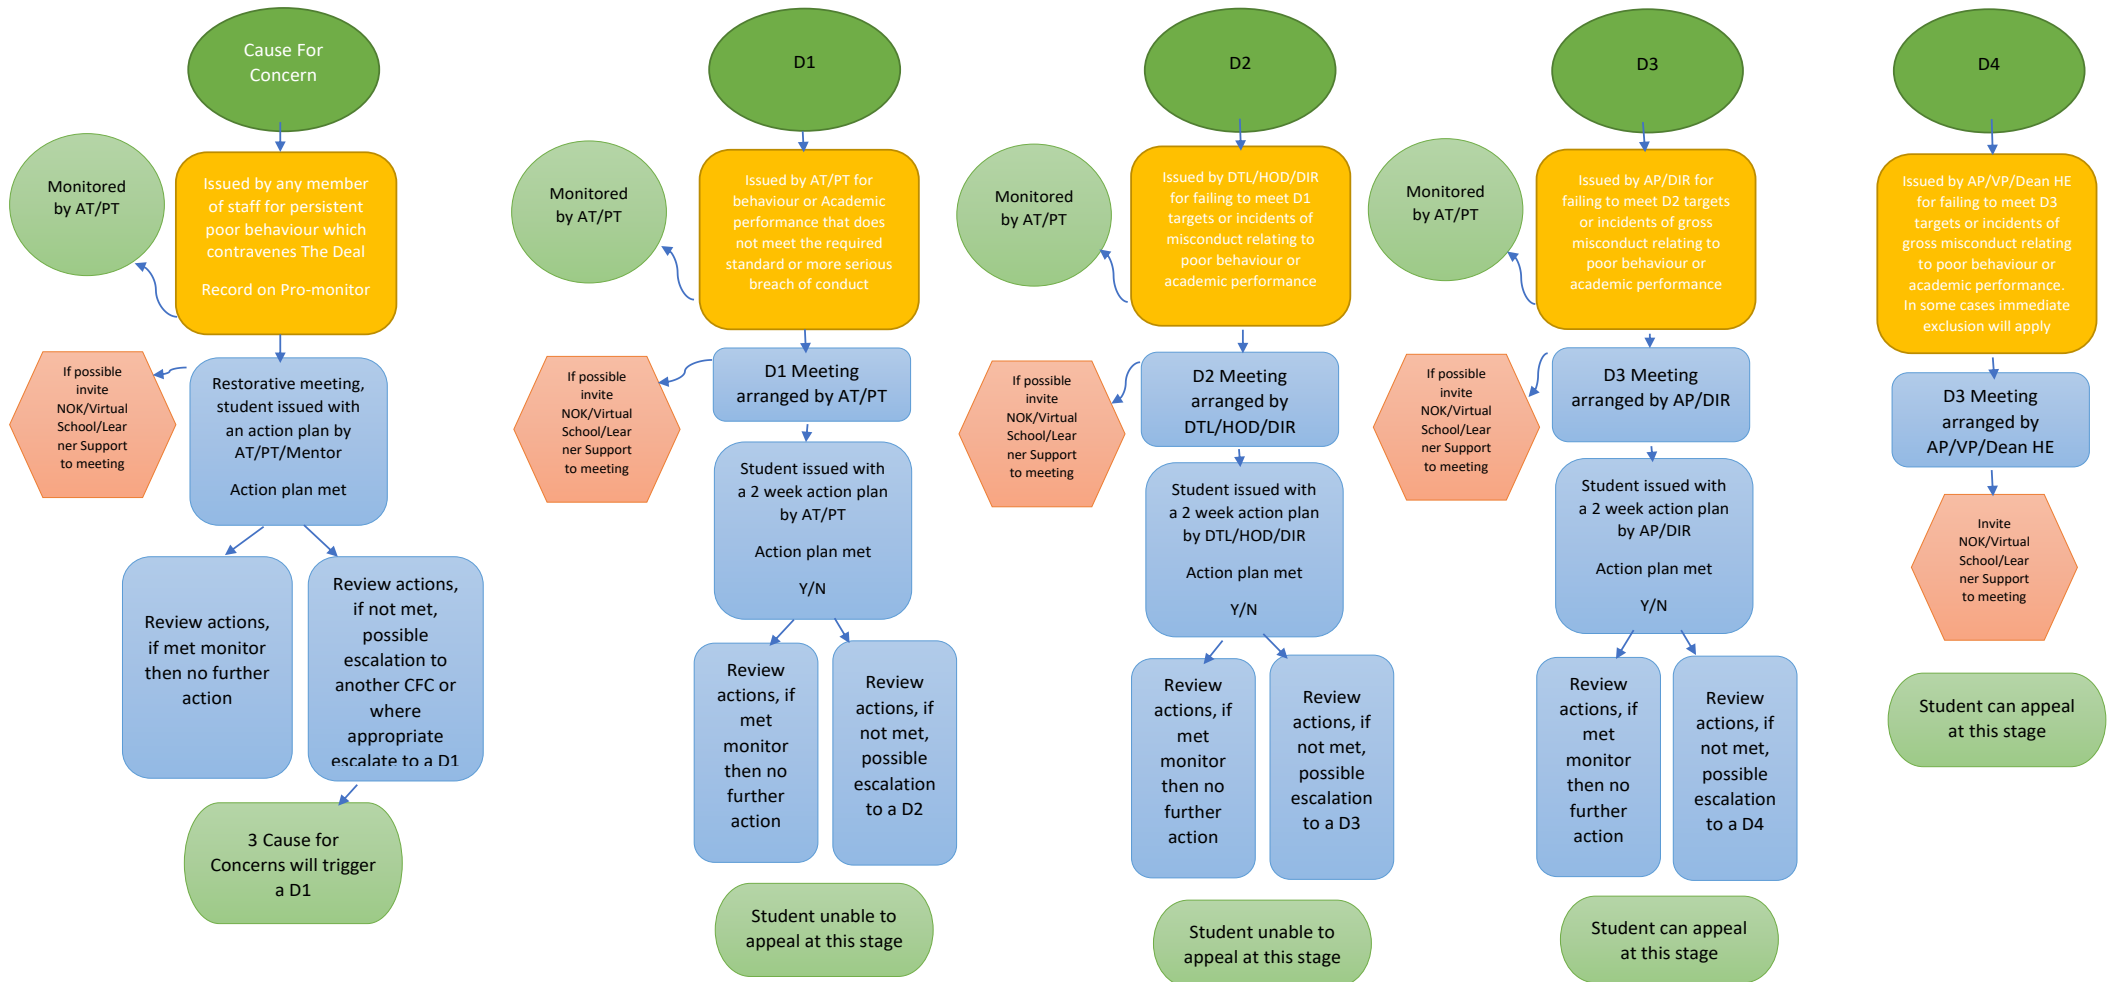 Cause For
Concern
Monitored
by AT/PT
Issued by any member
of staff for persistent
poor behaviour which
contravenes The Deal
Record on Pro-monitor
If possible
invite
NOK/Virtual
School/Lear
ner Support
to meeting
Restorative meeting,
student issued with
an action plan by
AT/PT/Mentor
Action plan met
Review actions,
if met monitor
then no further
action
Review actions,
if not met,
possible
escalation to
another CFC or
where
appropriate
escalate to a D1
3 Cause for
Concerns will trigger
a D1
D1
Monitored
by AT/PT
Issued by AT/PT for
behaviour or Academic
performance that does
not meet the required
standard or more serious
breach of conduct
If possible
invite
NOK/Virtual
School/Lear
ner Support
to meeting
D1 Meeting
arranged by AT/PT
Student issued with
a 2 week action plan
by AT/PT
Action plan met
Y/N
Review
actions, if
met
monitor
then no
further
action
Review
actions, if
not met,
possible
escalation
to a D2
Student unable to
appeal at this stage
D2
Monitored
by AT/PT
Issued by DTL/HOD/DIR
for failing to meet D1
targets or incidents of
misconduct relating to
poor behaviour or
academic performance
If possible
invite
NOK/Virtual
School/Lear
ner Support
to meeting
D2 Meeting
arranged by
DTL/HOD/DIR
Student issued with
a 2 week action plan
by DTL/HOD/DIR
Action plan met
Y/N
Review
actions, if
met
monitor
then no
further
action
Review
actions, if
not met,
possible
escalation
to a D3
Student unable to
appeal at this stage
D3
Monitored
by AT/PT
Issued by AP/DIR for
failing to meet D2 targets
or incidents of gross
misconduct relating to
poor behaviour or
academic performance
If possible
invite
NOK/Virtual
School/Lear
ner Support
to meeting
D3 Meeting
arranged by AP/DIR
Student issued with
a 2 week action plan
by AP/DIR
Action plan met
Y/N
Review
actions, if
met
monitor
then no
further
action
Review
actions, if
not met,
possible
escalation
to a D4
Student can appeal
at this stage
D4
Issued by AP/VP/Dean HE
for failing to meet D3
targets or incidents of
gross misconduct relating
to poor behaviour or
academic performance.
In some cases immediate
exclusion will apply
D3 Meeting
arranged by
AP/VP/Dean HE
Invite
NOK/Virtual
School/Lear
ner Support
to meeting
Student can appeal
at this stage